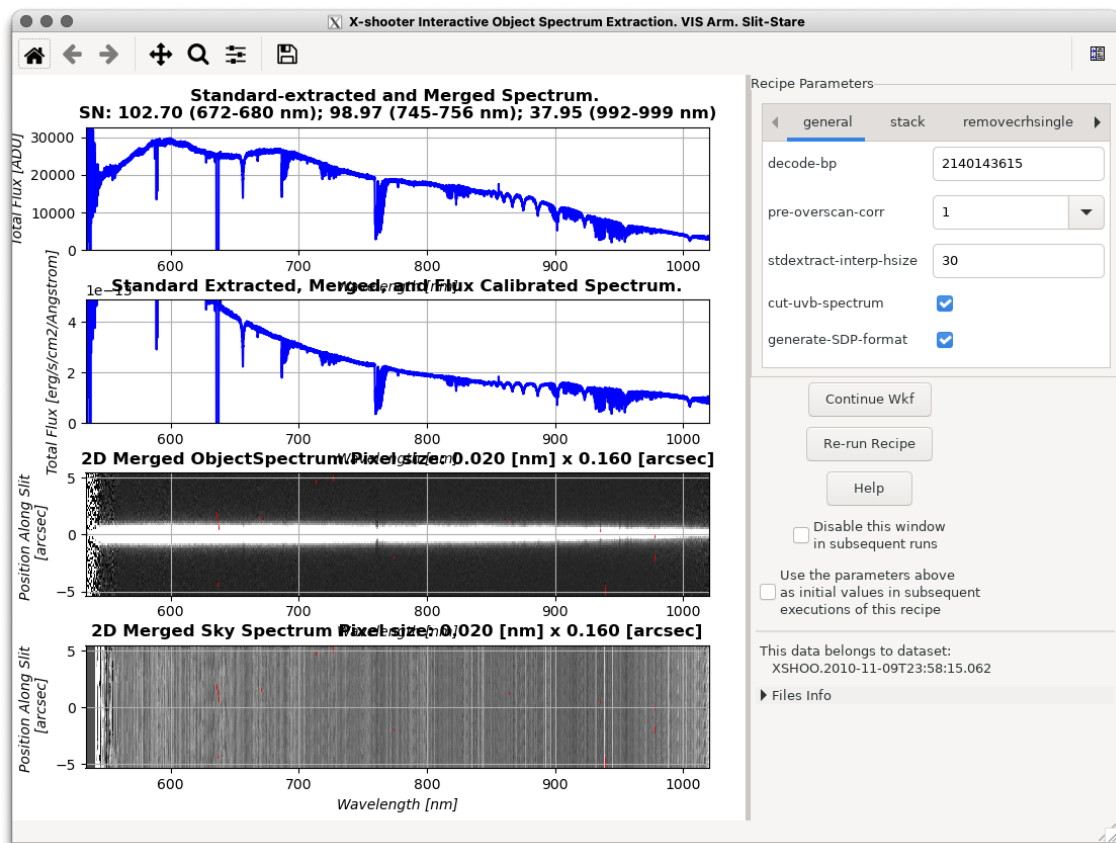 X-shooter Interactive Object Spectrum Extraction. VIS Arm. Slit-Stare
Standard-extracted and Merged Spectrum.
SN: 102.70 (672-680 nm); 98.97 (745-756 nm); 37.95 (992-999 nm)
Total Flux [ADU]
30000
20000
10000
0
600 700 800 900 1000
Wavelength [nm]
1e−13
Standard Extracted, Merged, and Flux Calibrated Spectrum.
Total Flux [erg/s/cm2/Angstrom]
4
2
0
600 700 800 900 1000
Wavelength [nm]
2D Merged ObjectSpectrum Pixel size: 0.020 [nm] x 0.160 [arcsec]
Position Along Slit
[arcsec]
5
0
−5
600 700 800 900 1000
Wavelength [nm]
2D Merged Sky Spectrum Pixel size: 0.020 [nm] x 0.160 [arcsec]
Position Along Slit
[arcsec]
5
0
−5
600 700 800 900 1000
Wavelength [nm]
Recipe Parameters
general stack removecrhsingle
decode-bp 2140143615
pre-overscan-corr 1
stdextract-interp-hsize 30
cut-uvb-spectrum
generate-SDP-format
Continue Wkf
Re-run Recipe
Help
Disable this window
in subsequent runs
Use the parameters above
as initial values in subsequent
executions of this recipe
This data belongs to dataset:
XSHOO.2010-11-09T23:58:15.062
Files Info